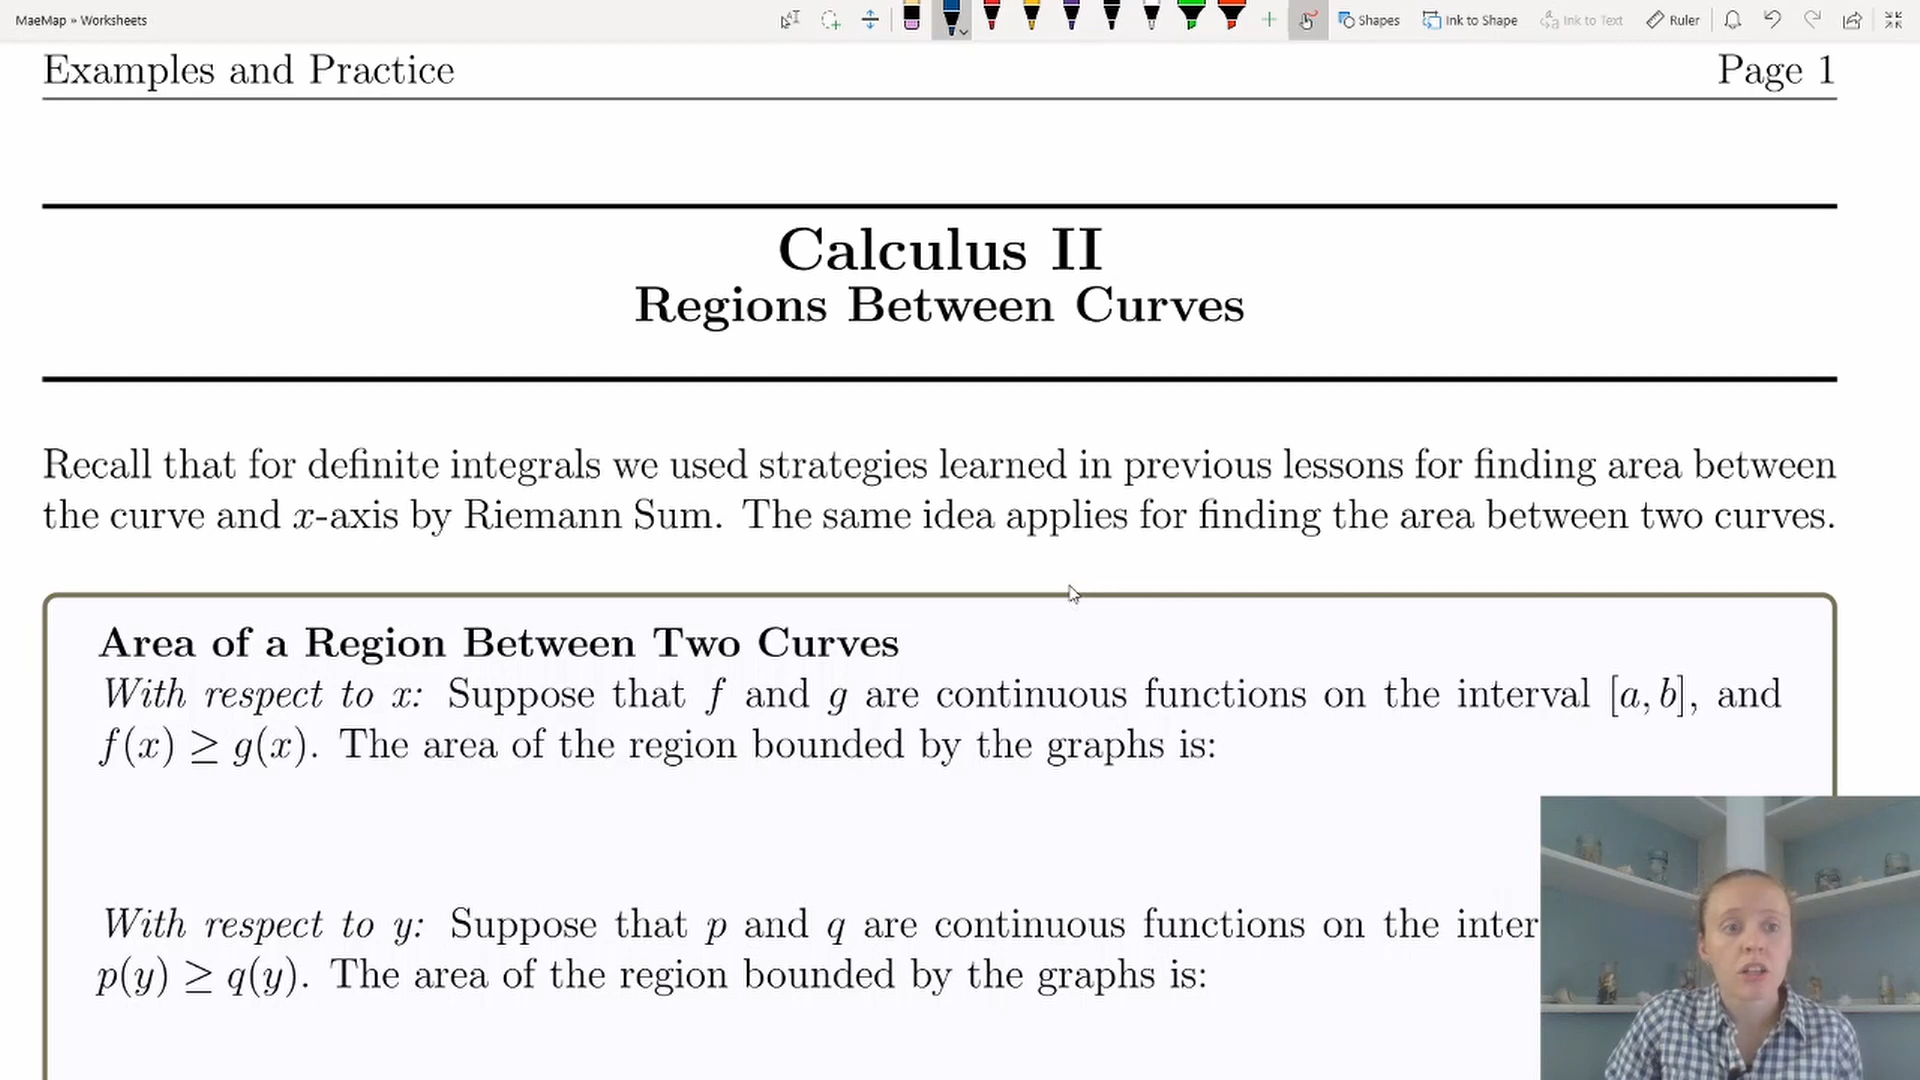 MaeMap » Worksheets
Shapes Ink to Shape Ink to Text Ruler
Examples and Practice Page 1
Calculus II
Regions Between Curves
Recall that for definite integrals we used strategies learned in previous lessons for finding area between
the curve and x-axis by Riemann Sum. The same idea applies for finding the area between two curves.
Area of a Region Between Two Curves
With respect to x: Suppose that f and g are continuous functions on the interval [a, b], and
f(x) ≥ g(x). The area of the region bounded by the graphs is:
With respect to y: Suppose that p and q are continuous functions on the inter
p(y) ≥ q(y). The area of the region bounded by the graphs is: